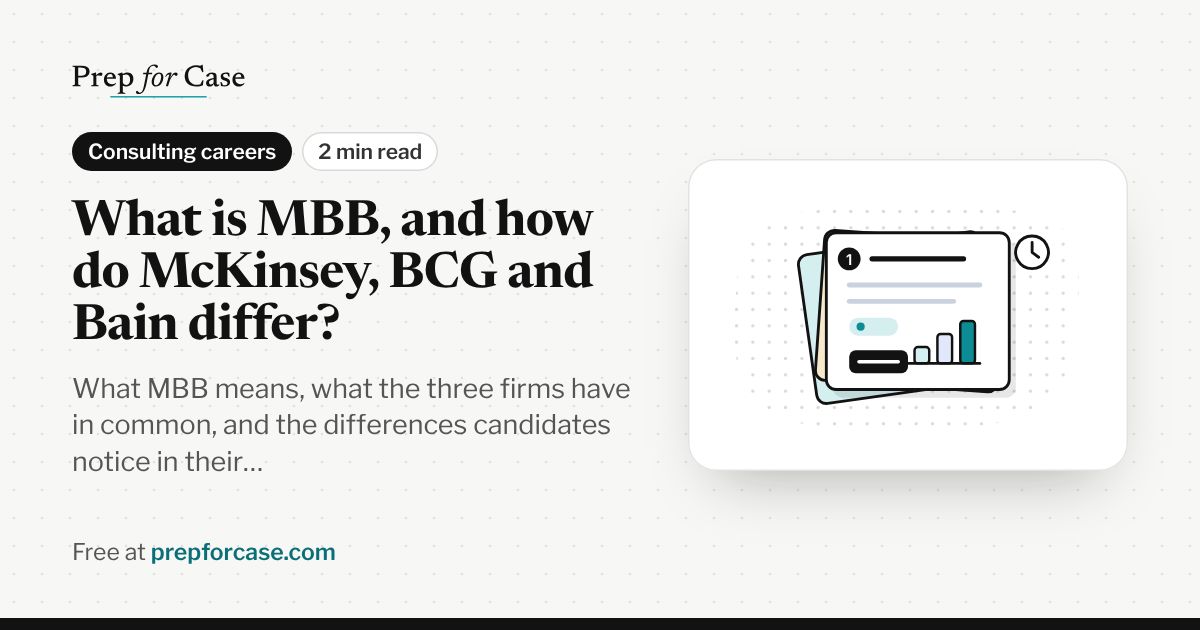 Prep for Case
Consulting careers
2 min read
What is MBB, and how
do McKinsey, BCG and
Bain differ?
What MBB means, what the three firms have
in common, and the differences candidates
notice in their...
Free at prepforcase.com
1